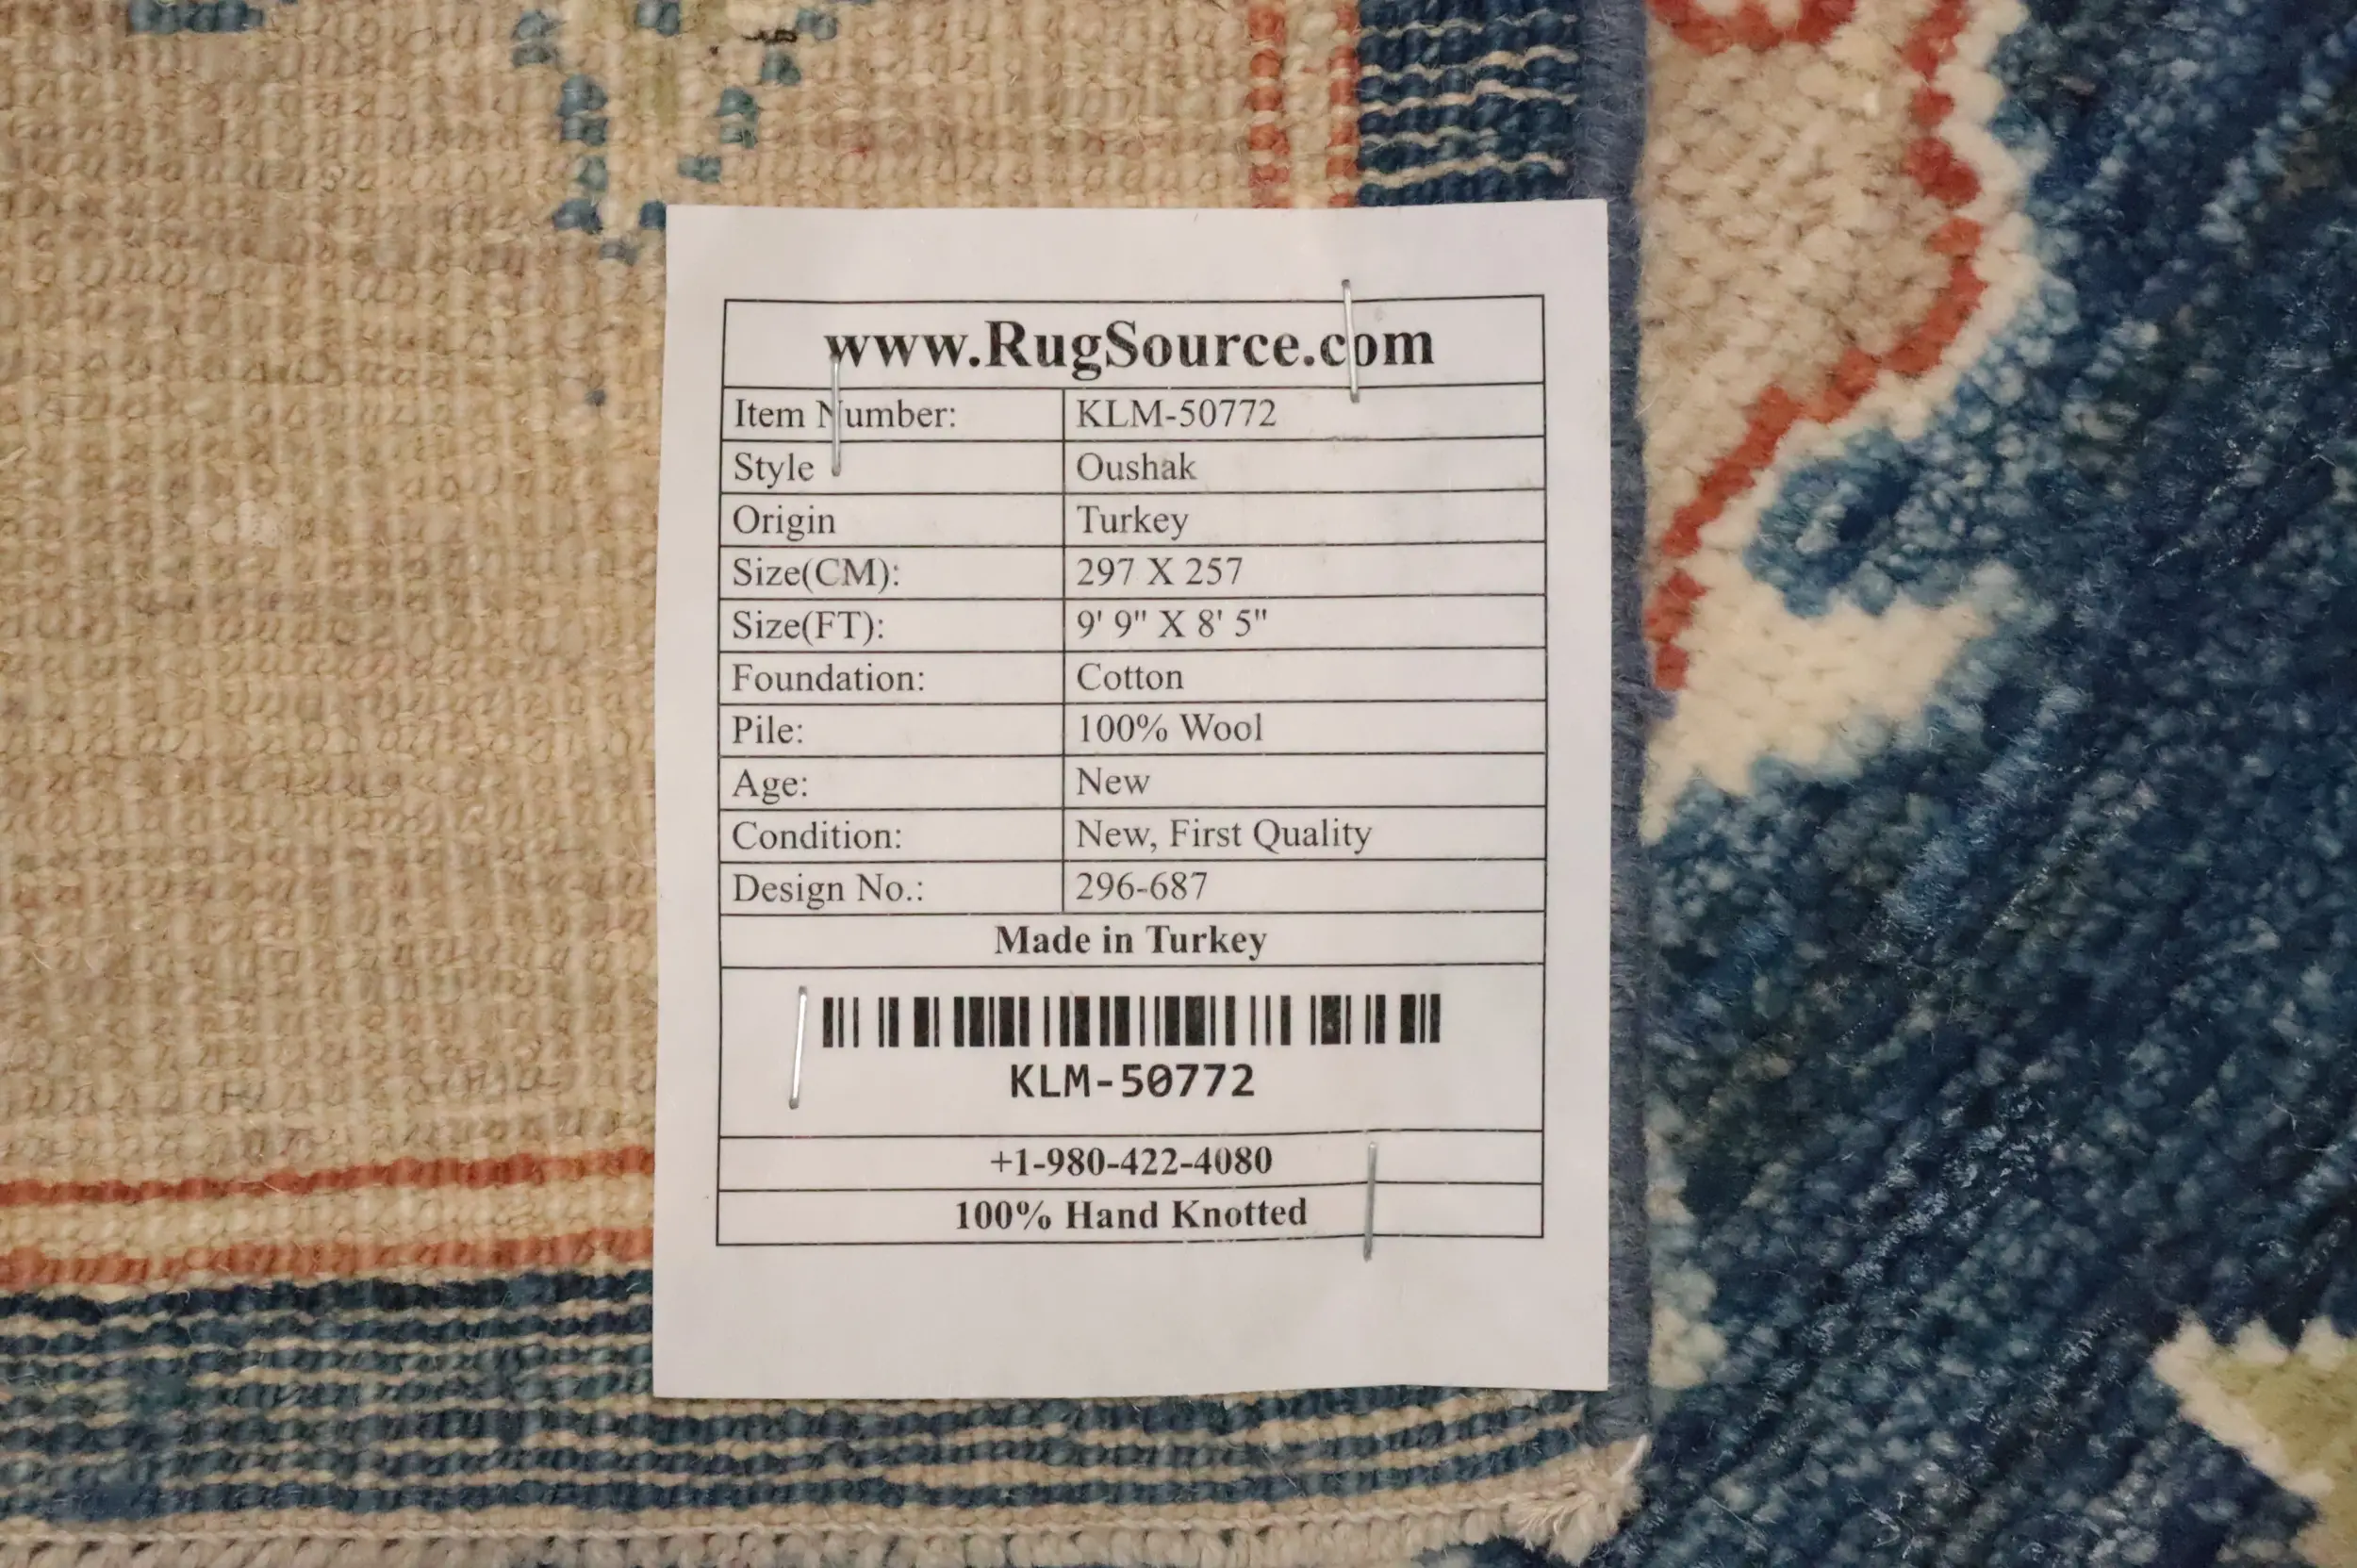 www.RugSource.com
Item Number: KLM-50772
Style Oushak
Origin Turkey
Size(CM): 297 X 257
Size(FT): 9' 9" X 8' 5"
Foundation: Cotton
Pile: 100% Wool
Age: New
Condition: New, First Quality
Design No.: 296-687
Made in Turkey
KLM-50772
+1-980-422-4080
100% Hand Knotted